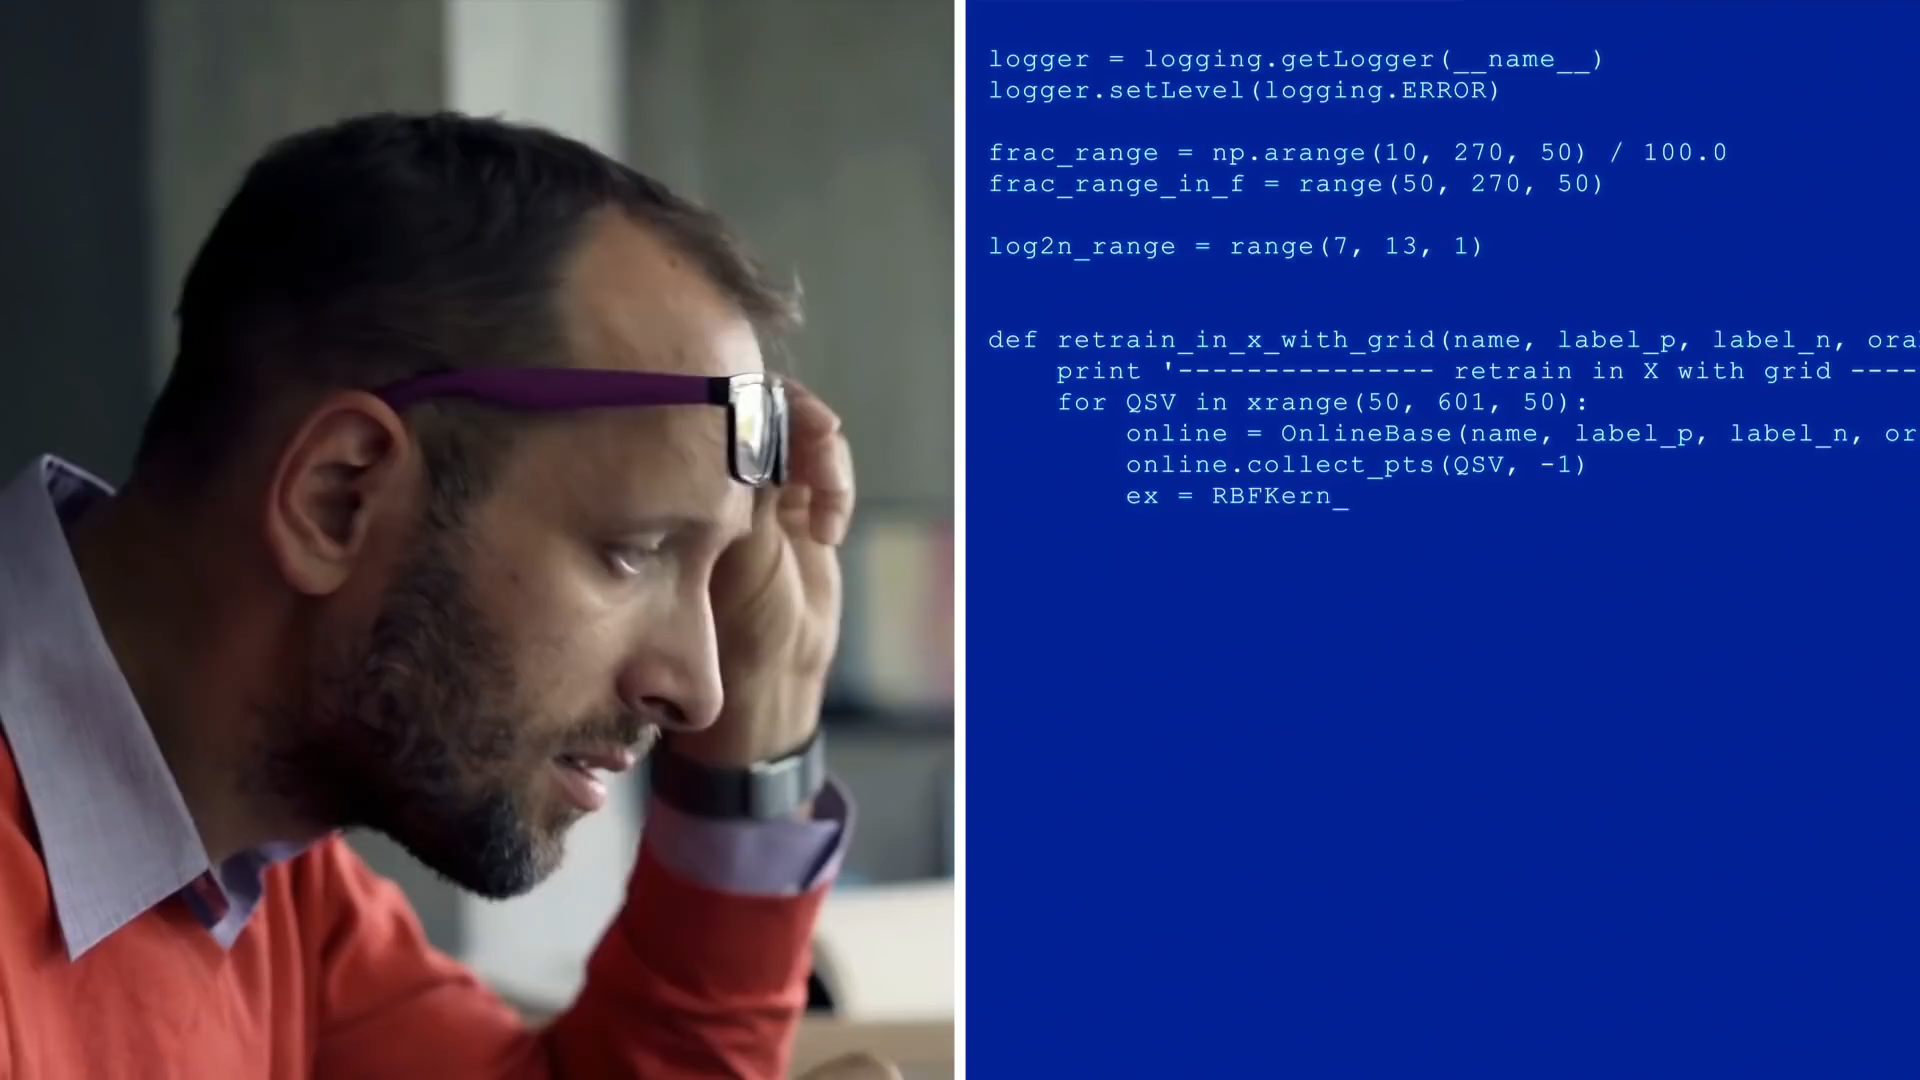 logger = logging.getLogger(__name__)
logger.setLevel(logging.ERROR)
frac_range = np.arange(10, 270, 50) / 100.0
frac_range_in_f = range(50, 270, 50)
log2n_range = range(7, 13, 1)
def retrain_in_x_with_grid(name, label_p, label_n, ora
print '--------------- retrain in X with grid ----
for QSV in xrange(50, 601, 50):
online = OnlineBase(name, label_p, label_n, or
online.collect_pts(QSV, -1)
ex = RBFKern_